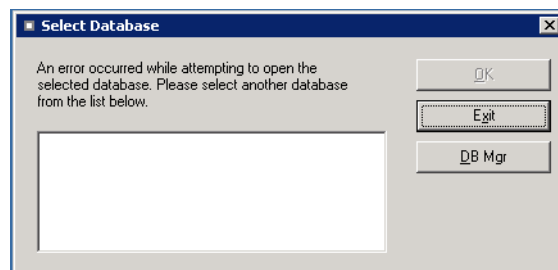 Select Database
An error occurred while attempting to open the
selected database. Please select another database
from the list below.
OK
Exit
DB Mgr